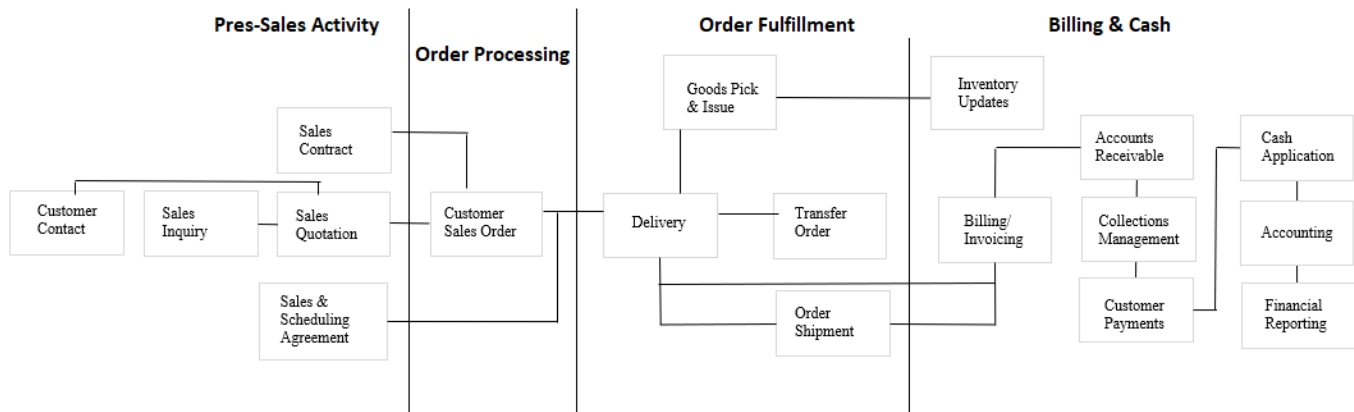 Pres-Sales Activity
Order Processing
Order Fulfillment
Billing & Cash
Goods Pick
& Issue
Inventory
Updates
Sales
Contract
Accounts
Receivable
Cash
Application
Customer
Contact
Sales
Inquiry
Sales
Quotation
Customer
Sales Order
Delivery
Transfer
Order
Billing/
Invoicing
Collections
Management
Accounting
Sales &
Scheduling
Agreement
Order
Shipment
Customer
Payments
Financial
Reporting